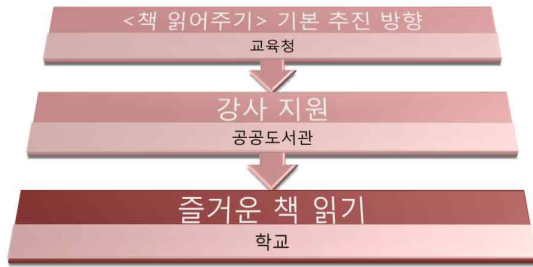 <책 읽어주기> 기본 추진 방향
교육청
강사 지원
공공도서관
즐거운 책 읽기
학교